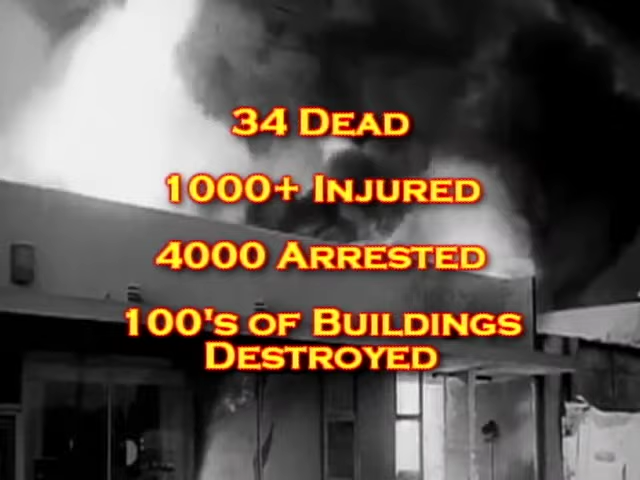 34 Dead
1000+ Injured
4000 Arrested
100's of Buildings
Destroyed